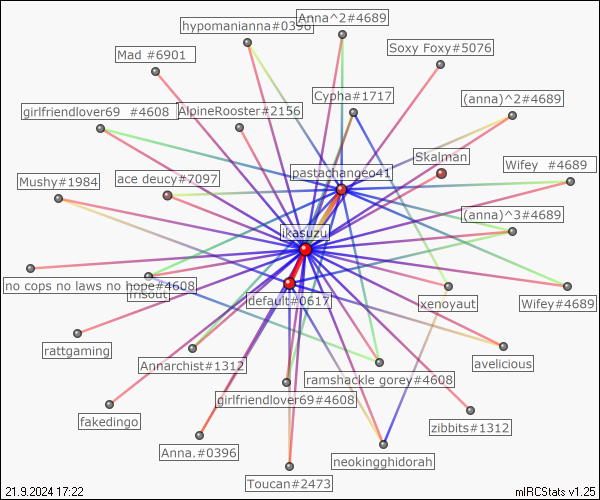 hypomanianna#0396
Anna^2#4689
Mad #6901
Soxy Foxy#5076
girlfriendlover69 #4608
AlpineRooster#2156
Cypha#1717
(anna)^2#4689
pastachangeo41
Skalman
Wifey #4689
Mushy#1984
ace deucy#7097
(anna)^3#4689
ikasuzu
no cops no laws no hope#4608
default#0617
xenoyaut
Wifey#4689
rattgaming
Annarchist#1312
avelicious
ramshackle gorey#4608
girlfriendlover69#4608
fakedingo
zibbits#1312
Anna.#0396
neokingghidorah
Toucan#2473
21.9.2024 17:22
mIRCStats v1.25